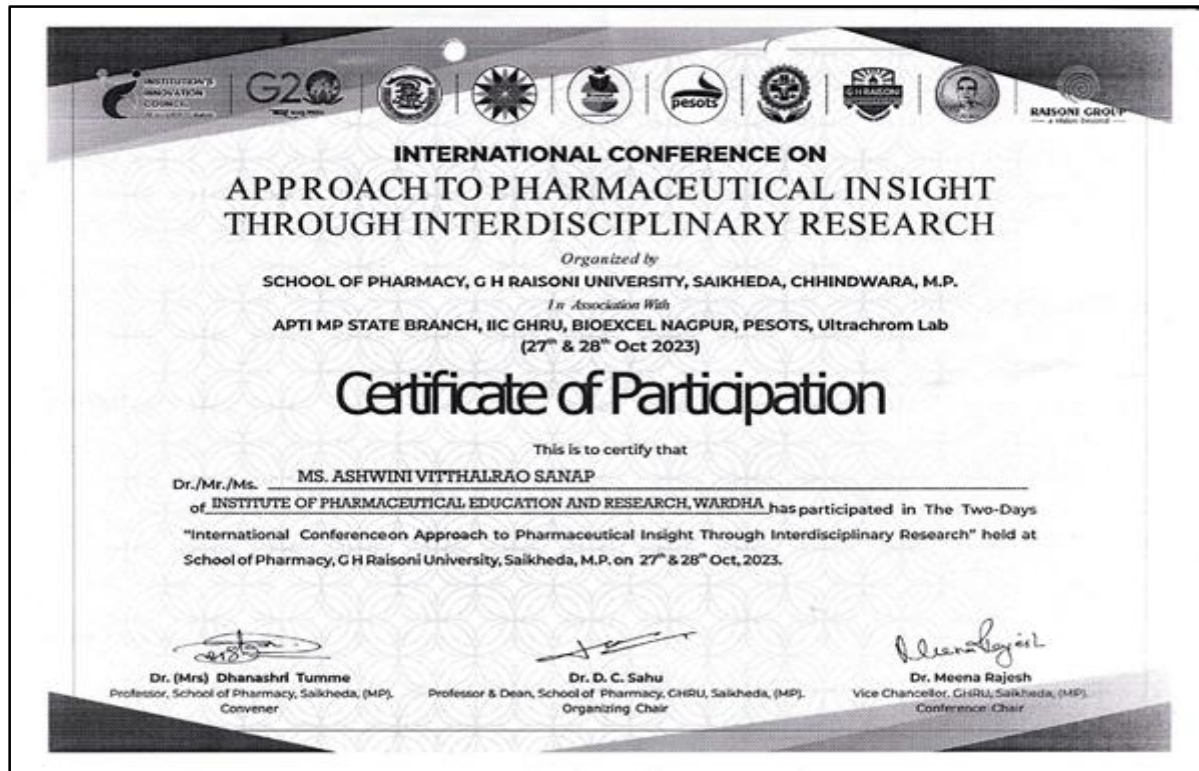 INSTITUTION'S
INNOVATION
COUNCIL
G20
pesots
G H RAISONI
RAISONI GROUP
a vision beyond
INTERNATIONAL CONFERENCE ON
APPROACH TO PHARMACEUTICAL INSIGHT
THROUGH INTERDISCIPLINARY RESEARCH
Organized by
SCHOOL OF PHARMACY, G H RAISONI UNIVERSITY, SAIKHEDA, CHHINDWARA, M.P.
In Association With
APTI MP STATE BRANCH, IIC GHRU, BIOEXCEL NAGPUR, PESOTS, Ultrachrom Lab
(27th & 28th Oct 2023)
Certificate of Participation
This is to certify that
Dr./Mr./Ms. MS. ASHWINI VITTHALRAO SANAP
of INSTITUTE OF PHARMACEUTICAL EDUCATION AND RESEARCH, WARDHA has participated in The Two-Days
"International Conferenceon Approach to Pharmaceutical Insight Through Interdisciplinary Research" held at
School of Pharmacy, G H Raisoni University, Saikheda, M.P. on 27th & 28th Oct, 2023.
Meena Rajesh
Dr. (Mrs) Dhanashri Tumme
Professor, School of Pharmacy, Saikheda, (MP).
Convener
Dr. D. C. Sahu
Professor & Dean, School of Pharmacy, GHRU, Saikheda, (MP).
Organizing Chair
Dr. Meena Rajesh
Vice Chancellor, GHRU, Saikheda, (MP).
Conference Chair